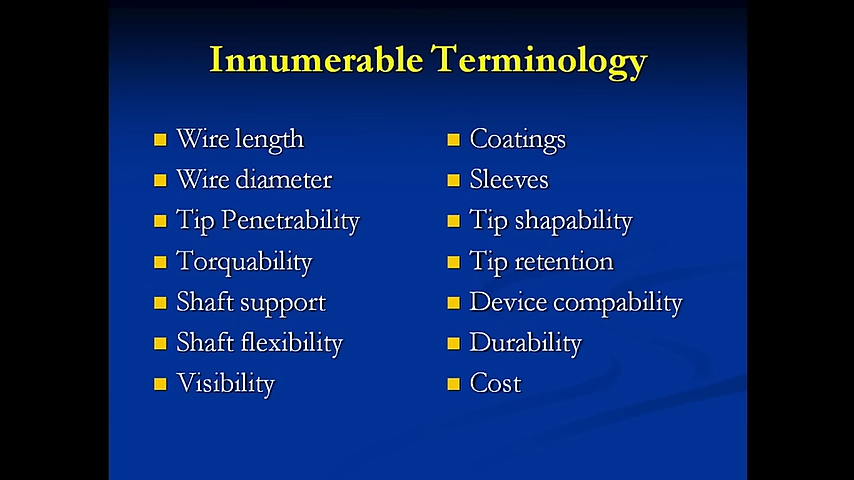 Innumerable Terminology
Wire length
Wire diameter
Tip Penetrability
Torquability
Shaft support
Shaft flexibility
Visibility
Coatings
Sleeves
Tip shapability
Tip retention
Device compability
Durability
Cost